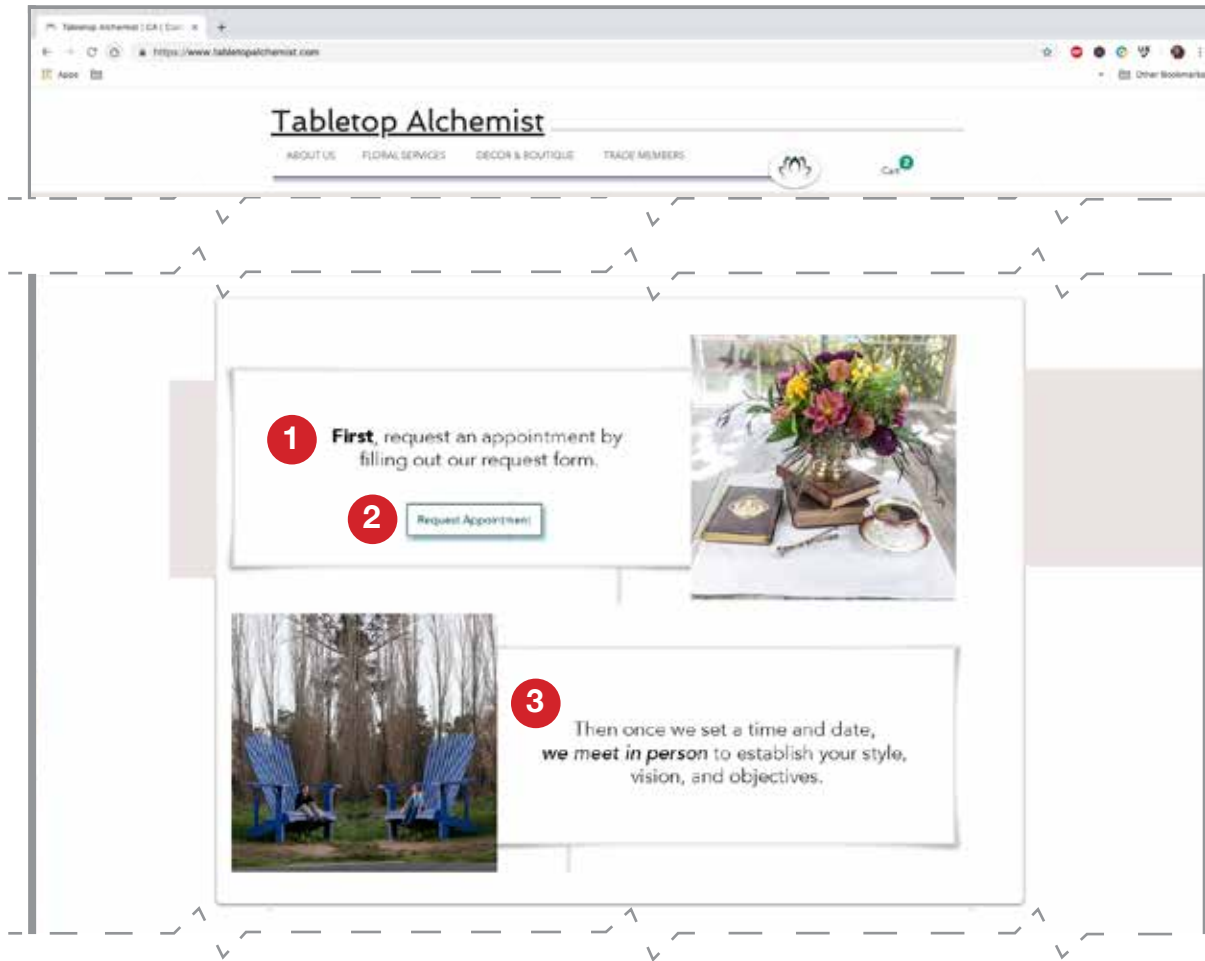 Tabletop Alchemist | CA |
https://www.tabletopalchemist.com
Apps
Other Bookmarks
Tabletop Alchemist
ABOUT US FLORAL SERVICES DECOR & BOUTIQUE TRADE MEMBERS
Cart 2
1
First, request an appointment by
filling out our request form.
2
Request Appointment
3
Then once we set a time and date,
we meet in person to establish your style,
vision, and objectives.